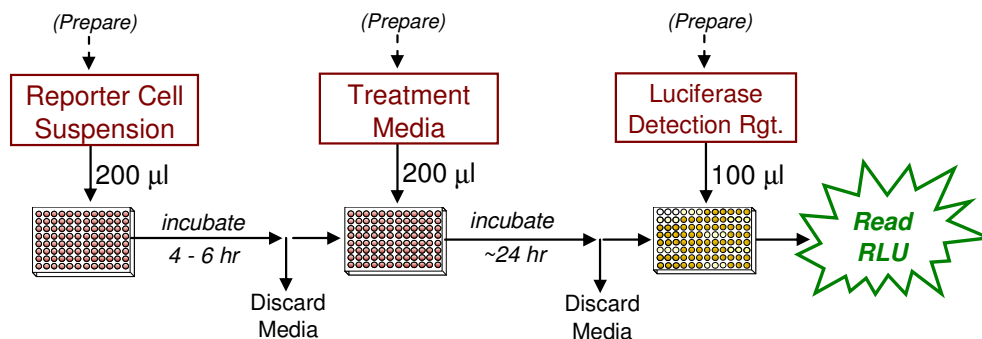 (Prepare)
(Prepare)
(Prepare)
Reporter Cell
Suspension
Treatment
Media
Luciferase
Detection Rgt.
200 µl
200 µl
100 µl
incubate
4 - 6 hr
incubate
~24 hr
Read
RLU
Discard
Media
Discard
Media